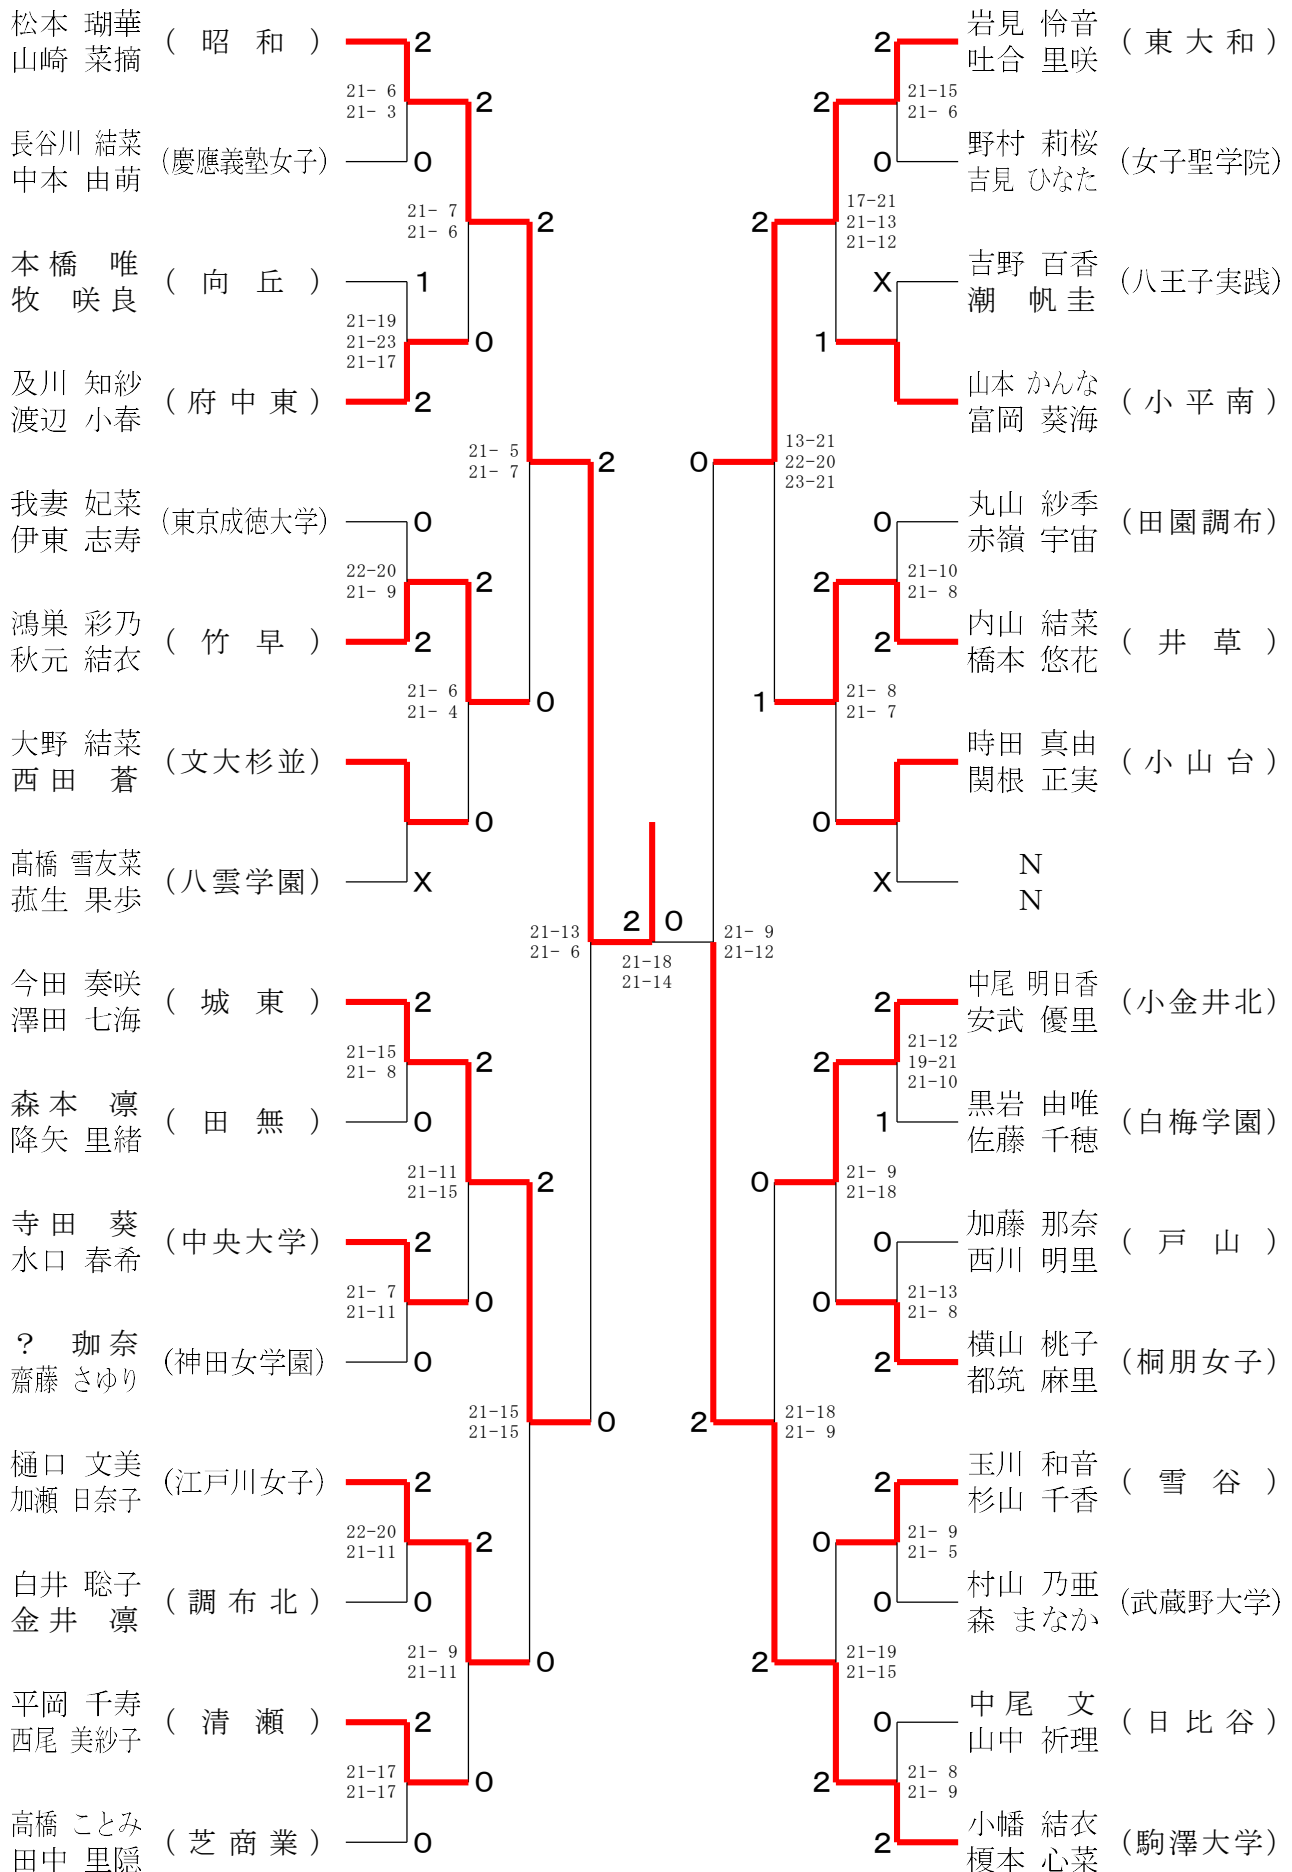 松本 瑚華
山崎 菜摘
( 昭 和 )
2
21- 6
21- 3
2
長谷川 結菜
中本 由萌
(慶應義塾女子)
0
21- 7
21- 6
2
本橋 唯
牧 咲良
( 向 丘 )
1
21-19
21-23
21-17
0
及川 知紗
渡辺 小春
( 府 中 東 )
2
21- 5
21- 7
2
我妻 妃菜
伊東 志寿
(東京成徳大学)
0
22-20
21- 9
2
鴻巣 彩乃
秋元 結衣
( 竹 早 )
2
21- 6
21- 4
0
大野 結菜
西田 蒼
(文大杉並)
0
髙橋 雪友菜
菰生 果歩
(八雲学園)
X
21-13
21- 6
2
0
21-18
21-14
今田 奏咲
澤田 七海
( 城 東 )
2
21-15
21- 8
2
森本 凛
降矢 里緒
( 田 無 )
0
21-11
21-15
2
寺田 葵
水口 春希
(中央大学)
2
21- 7
21-11
0
? 珈奈
齋藤 さゆり
(神田女学園)
0
21-15
21-15
0
樋口 文美
加瀬 日奈子
(江戸川女子)
2
22-20
21-11
2
白井 聡子
金井 凛
( 調 布 北 )
0
21- 9
21-11
0
平岡 千寿
西尾 美紗子
( 清 瀬 )
2
21-17
21-17
0
高橋 ことみ
田中 里隠
( 芝 商 業 )
0
岩見 怜音
吐合 里咲
( 東 大 和 )
2
21-15
21- 6
2
野村 莉桜
吉見 ひなた
(女子聖学院)
0
17-21
21-13
21-12
2
吉野 百香
潮 帆圭
(八王子実践)
X
1
山本 かんな
富岡 葵海
( 小 平 南 )
13-21
22-20
23-21
0
丸山 紗季
赤嶺 宇宙
(田園調布)
0
21-10
21- 8
2
内山 結菜
橋本 悠花
( 井 草 )
2
21- 8
21- 7
1
時田 真由
関根 正実
( 小 山 台 )
0
N
N
X
21- 9
21-12
中尾 明日香
安武 優里
(小金井北)
2
21-12
19-21
21-10
2
黒岩 由唯
佐藤 千穂
(白梅学園)
1
21- 9
21-18
0
加藤 那奈
西川 明里
( 戸 山 )
0
21-13
21- 8
0
横山 桃子
都筑 麻里
(桐朋女子)
2
21-18
21- 9
2
玉川 和音
杉山 千香
( 雪 谷 )
2
21- 9
21- 5
0
村山 乃亜
森 まなか
(武蔵野大学)
0
21-19
21-15
2
中尾 文
山中 祈理
( 日 比 谷 )
0
21- 8
21- 9
2
小幡 結衣
榎本 心菜
(駒澤大学)
2